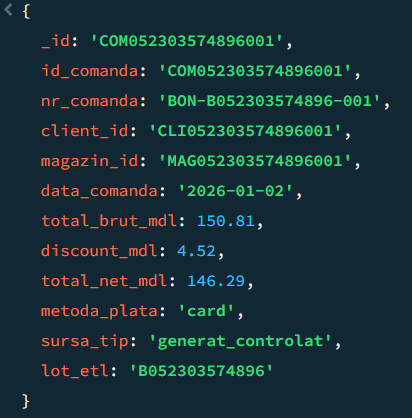 {
_id: 'COM052303574896001',
id_comanda: 'COM052303574896001',
nr_comanda: 'BON-B052303574896-001',
client_id: 'CLI052303574896001',
magazin_id: 'MAG052303574896001',
data_comanda: '2026-01-02',
total_brut_mdl: 150.81,
discount_mdl: 4.52,
total_net_mdl: 146.29,
metoda_plata: 'card',
sursa_tip: 'generat_controlat',
lot_etl: 'B052303574896'
}